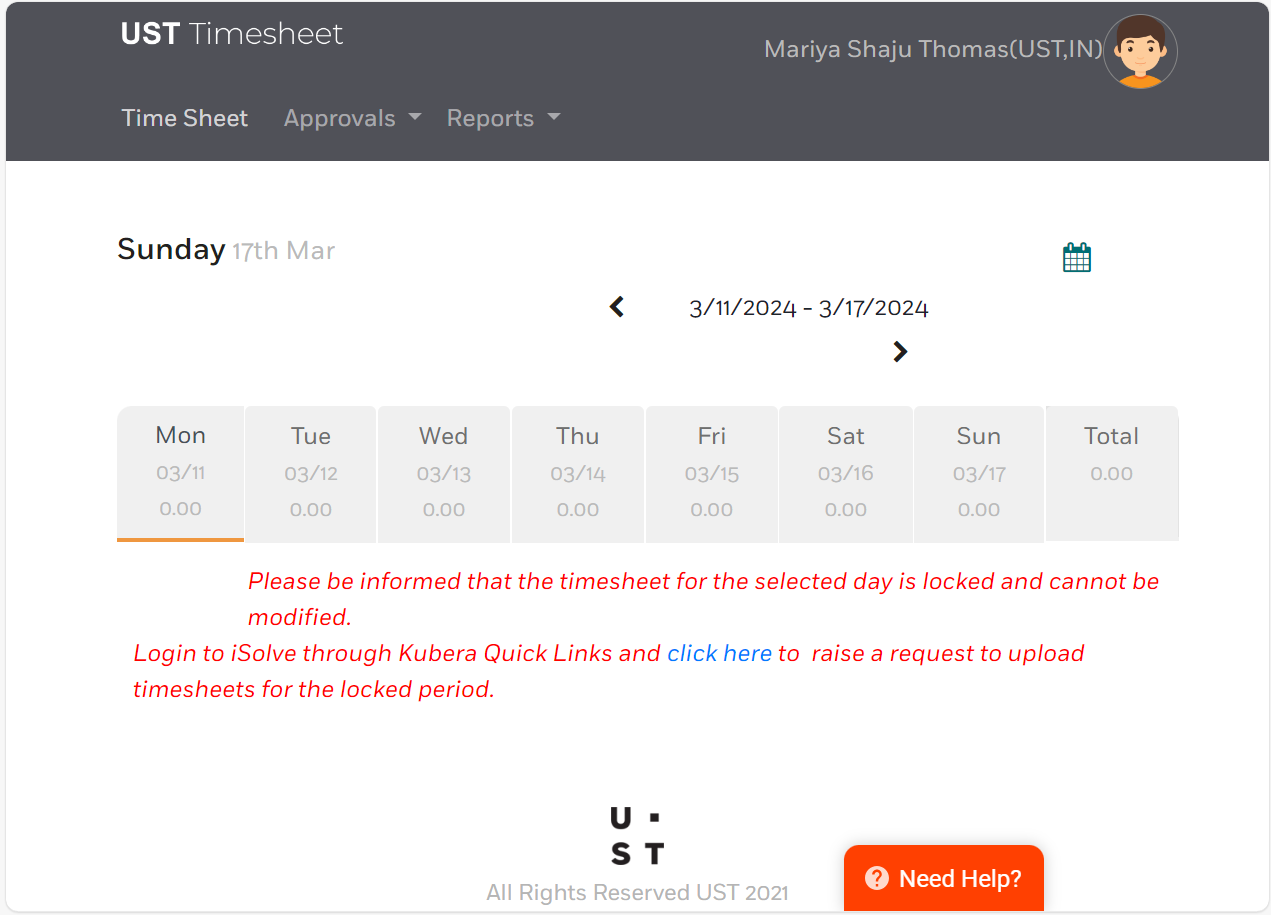 UST Timesheet
Mariya Shaju Thomas(UST,IN)
Time Sheet Approvals Reports
Sunday 17th Mar
3/11/2024 - 3/17/2024
Mon Tue Wed Thu Fri Sat Sun Total
03/11 03/12 03/13 03/14 03/15 03/16 03/17 0.00
0.00 0.00 0.00 0.00 0.00 0.00 0.00
Please be informed that the timesheet for the selected day is locked and cannot be
modified.
Login to iSolve through Kubera Quick Links and click here to raise a request to upload
timesheets for the locked period.
U ·
S T
Need Help?
All Rights Reserved UST 2021